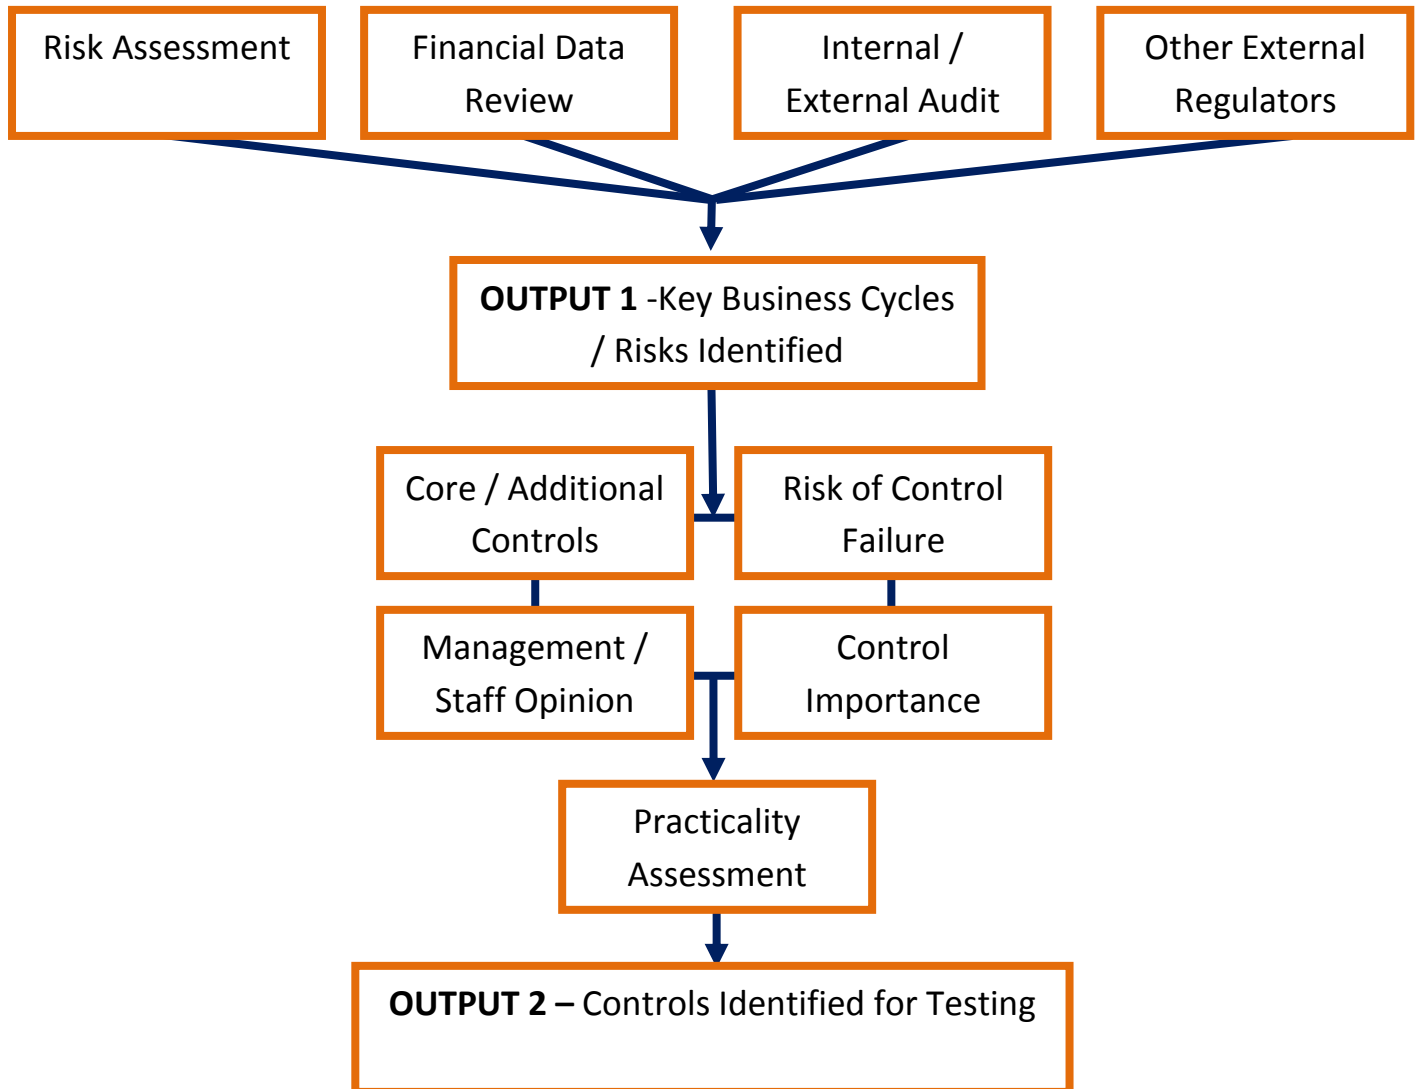 Risk Assessment
Financial Data
Review
Internal /
External Audit
Other External
Regulators
OUTPUT 1 -Key Business Cycles
/ Risks Identified
Core / Additional
Controls
Risk of Control
Failure
Management /
Staff Opinion
Control
Importance
Practicality
Assessment
OUTPUT 2 – Controls Identified for Testing